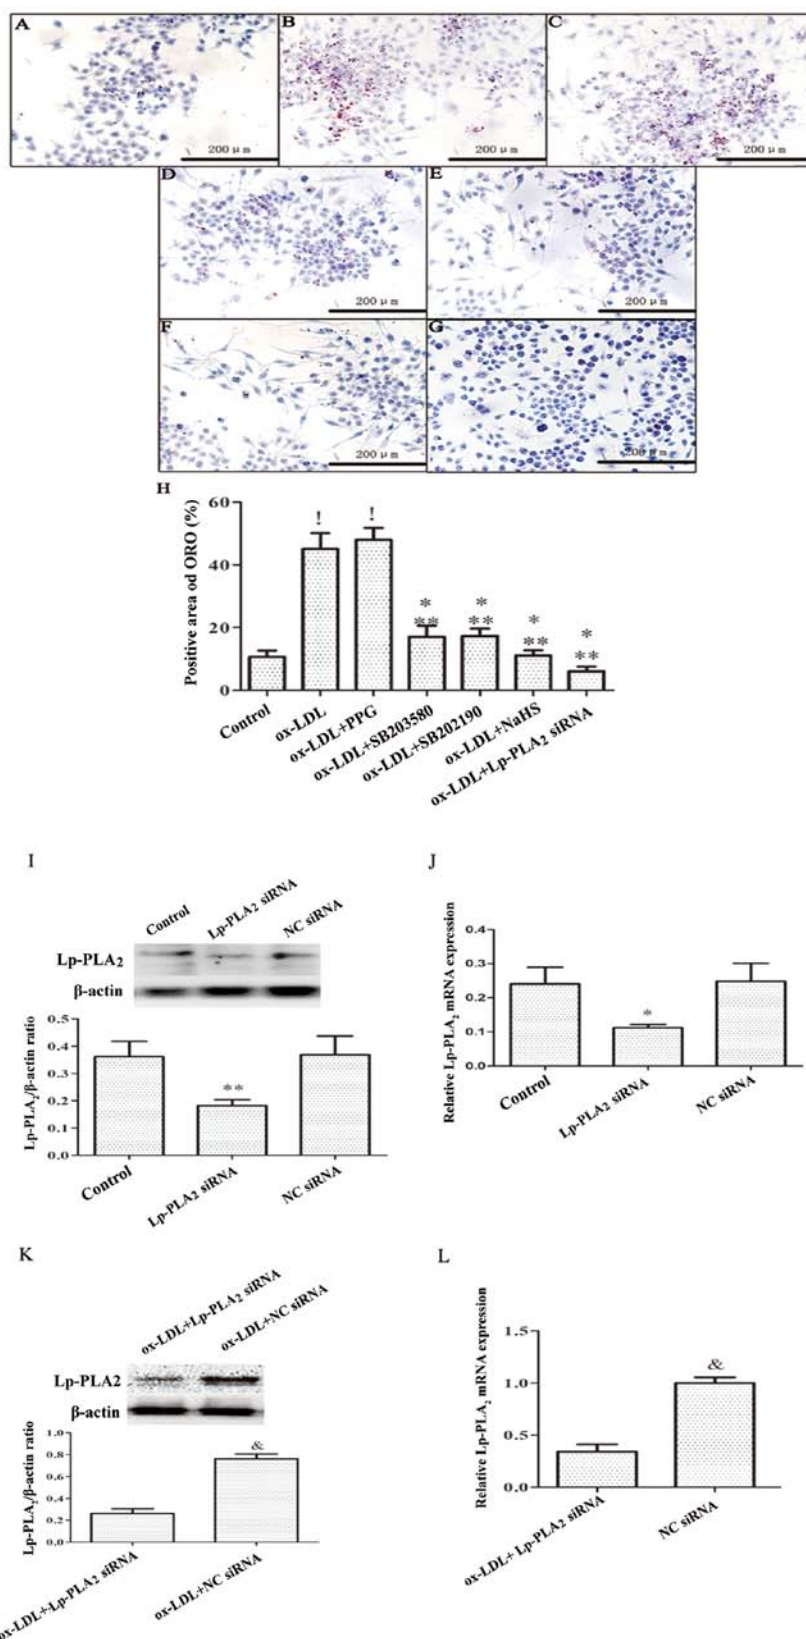 A
B
C
200 μm
200 μm
200 μm
D
E
200 μm
200 μm
F
G
200 μm
200 μm
H
Positive area od ORO (%)
60
40
20
0
!
!
*
**
*
**
*
**
*
**
Control
ox-LDL
ox-LDL+PPG
ox-LDL+SB203580
ox-LDL+SB202190
ox-LDL+NaHS
ox-LDL+Lp-PLA2 siRNA
I
Control
Lp-PLA2 siRNA
NC siRNA
Lp-PLA2
β-actin
Lp-PLA2/β-actin ratio
0.5
0.4
0.3
0.2
0.1
0.0
**
Control
Lp-PLA2 siRNA
NC siRNA
J
Relative Lp-PLA2 mRNA expression
0.4
0.3
0.2
0.1
0.0
*
Control
Lp-PLA2 siRNA
NC siRNA
K
ox-LDL+Lp-PLA2 siRNA
ox-LDL+NC siRNA
Lp-PLA2
β-actin
Lp-PLA2/β-actin ratio
1.0
0.8
0.6
0.4
0.2
0.0
&
ox-LDL+Lp-PLA2 siRNA
ox-LDL+NC siRNA
L
Relative Lp-PLA2 mRNA expression
1.5
1.0
0.5
0.0
&
ox-LDL+ Lp-PLA2 siRNA
NC siRNA